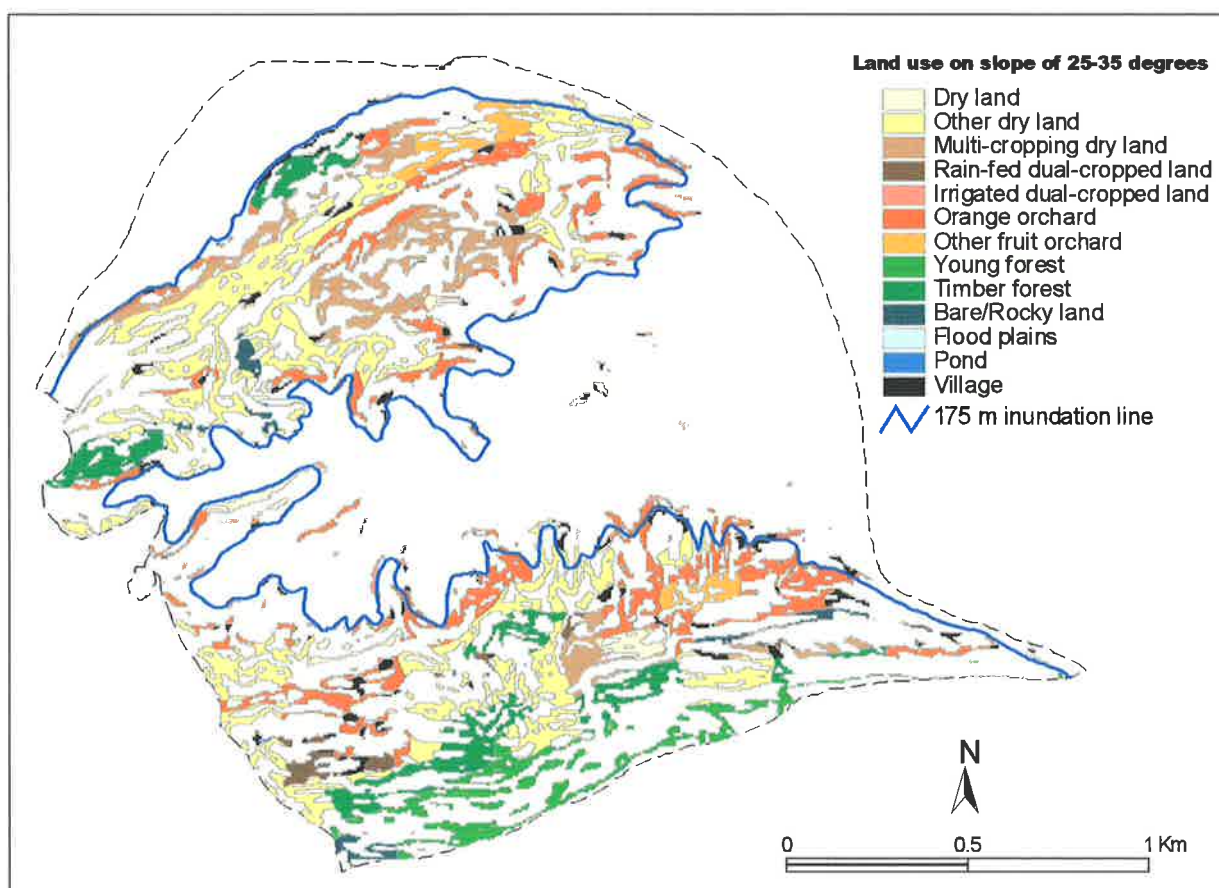 Land use on slope of 25-35 degrees
Dry land
Other dry land
Multi-cropping dry land
Rain-fed dual-cropped land
Irrigated dual-cropped land
Orange orchard
Other fruit orchard
Young forest
Timber forest
Bare/Rocky land
Flood plains
Pond
Village
175 m inundation line
N
0 0.5 1 Km